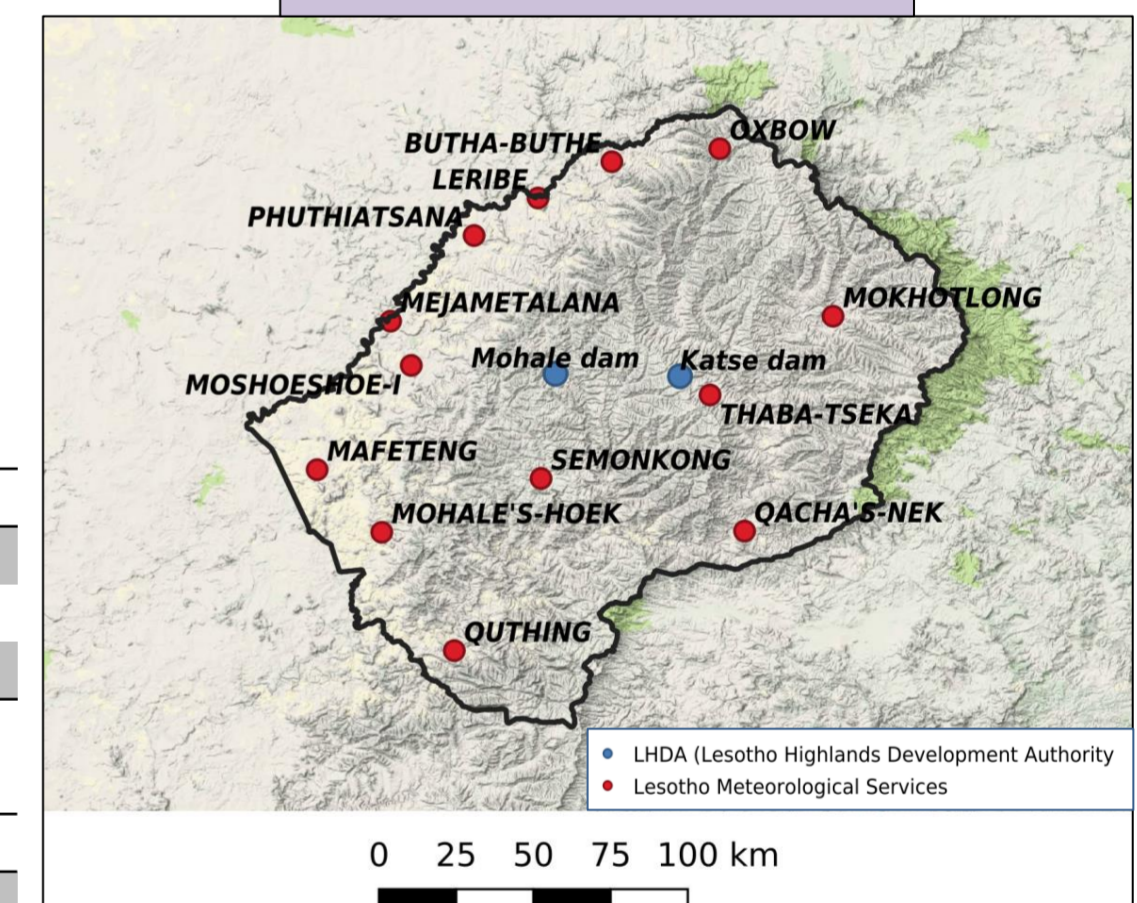 OXBOW
BUTHA-BUTHE
LERIBE
PHUTHIATSANA
MEJAMETALANA
MOKHOTLONG
Mohale dam
Katse dam
MOSHOESHOE-I
THABA-TSEKA
MAFETENG
SEMONKONG
MOHALE'S-HOEK
QACHA'S-NEK
QUTHING
LHDA (Lesotho Highlands Development Authority
Lesotho Meteorological Services
0 25 50 75 100 km